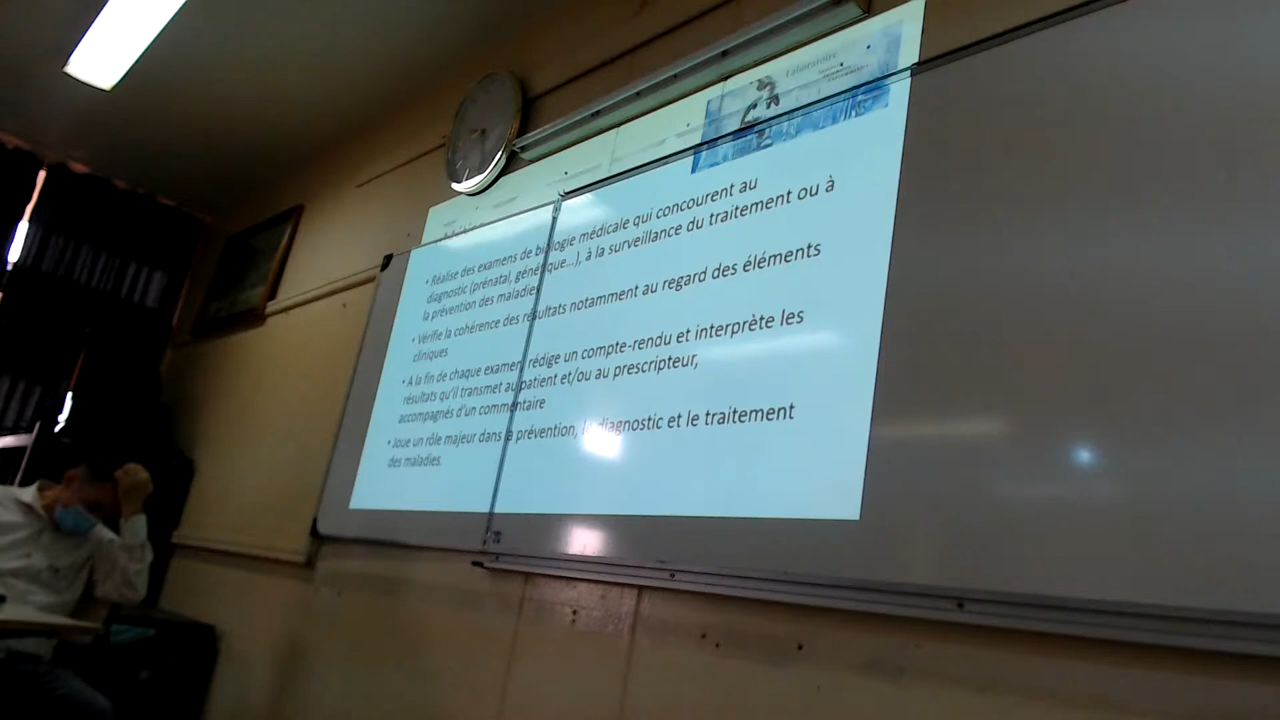 Laboratoire
• Réalise des examens de biologie médicale qui concourent au
diagnostic (prénatal, génétique...), à la surveillance du traitement ou à
la prévention des maladies
• Vérifie la cohérence des résultats notamment au regard des éléments
cliniques
• A la fin de chaque examen rédige un compte-rendu et interprète les
résultats qu'il transmet au patient et/ou au prescripteur,
accompagnés d'un commentaire
• Joue un rôle majeur dans la prévention, le diagnostic et le traitement
des maladies.